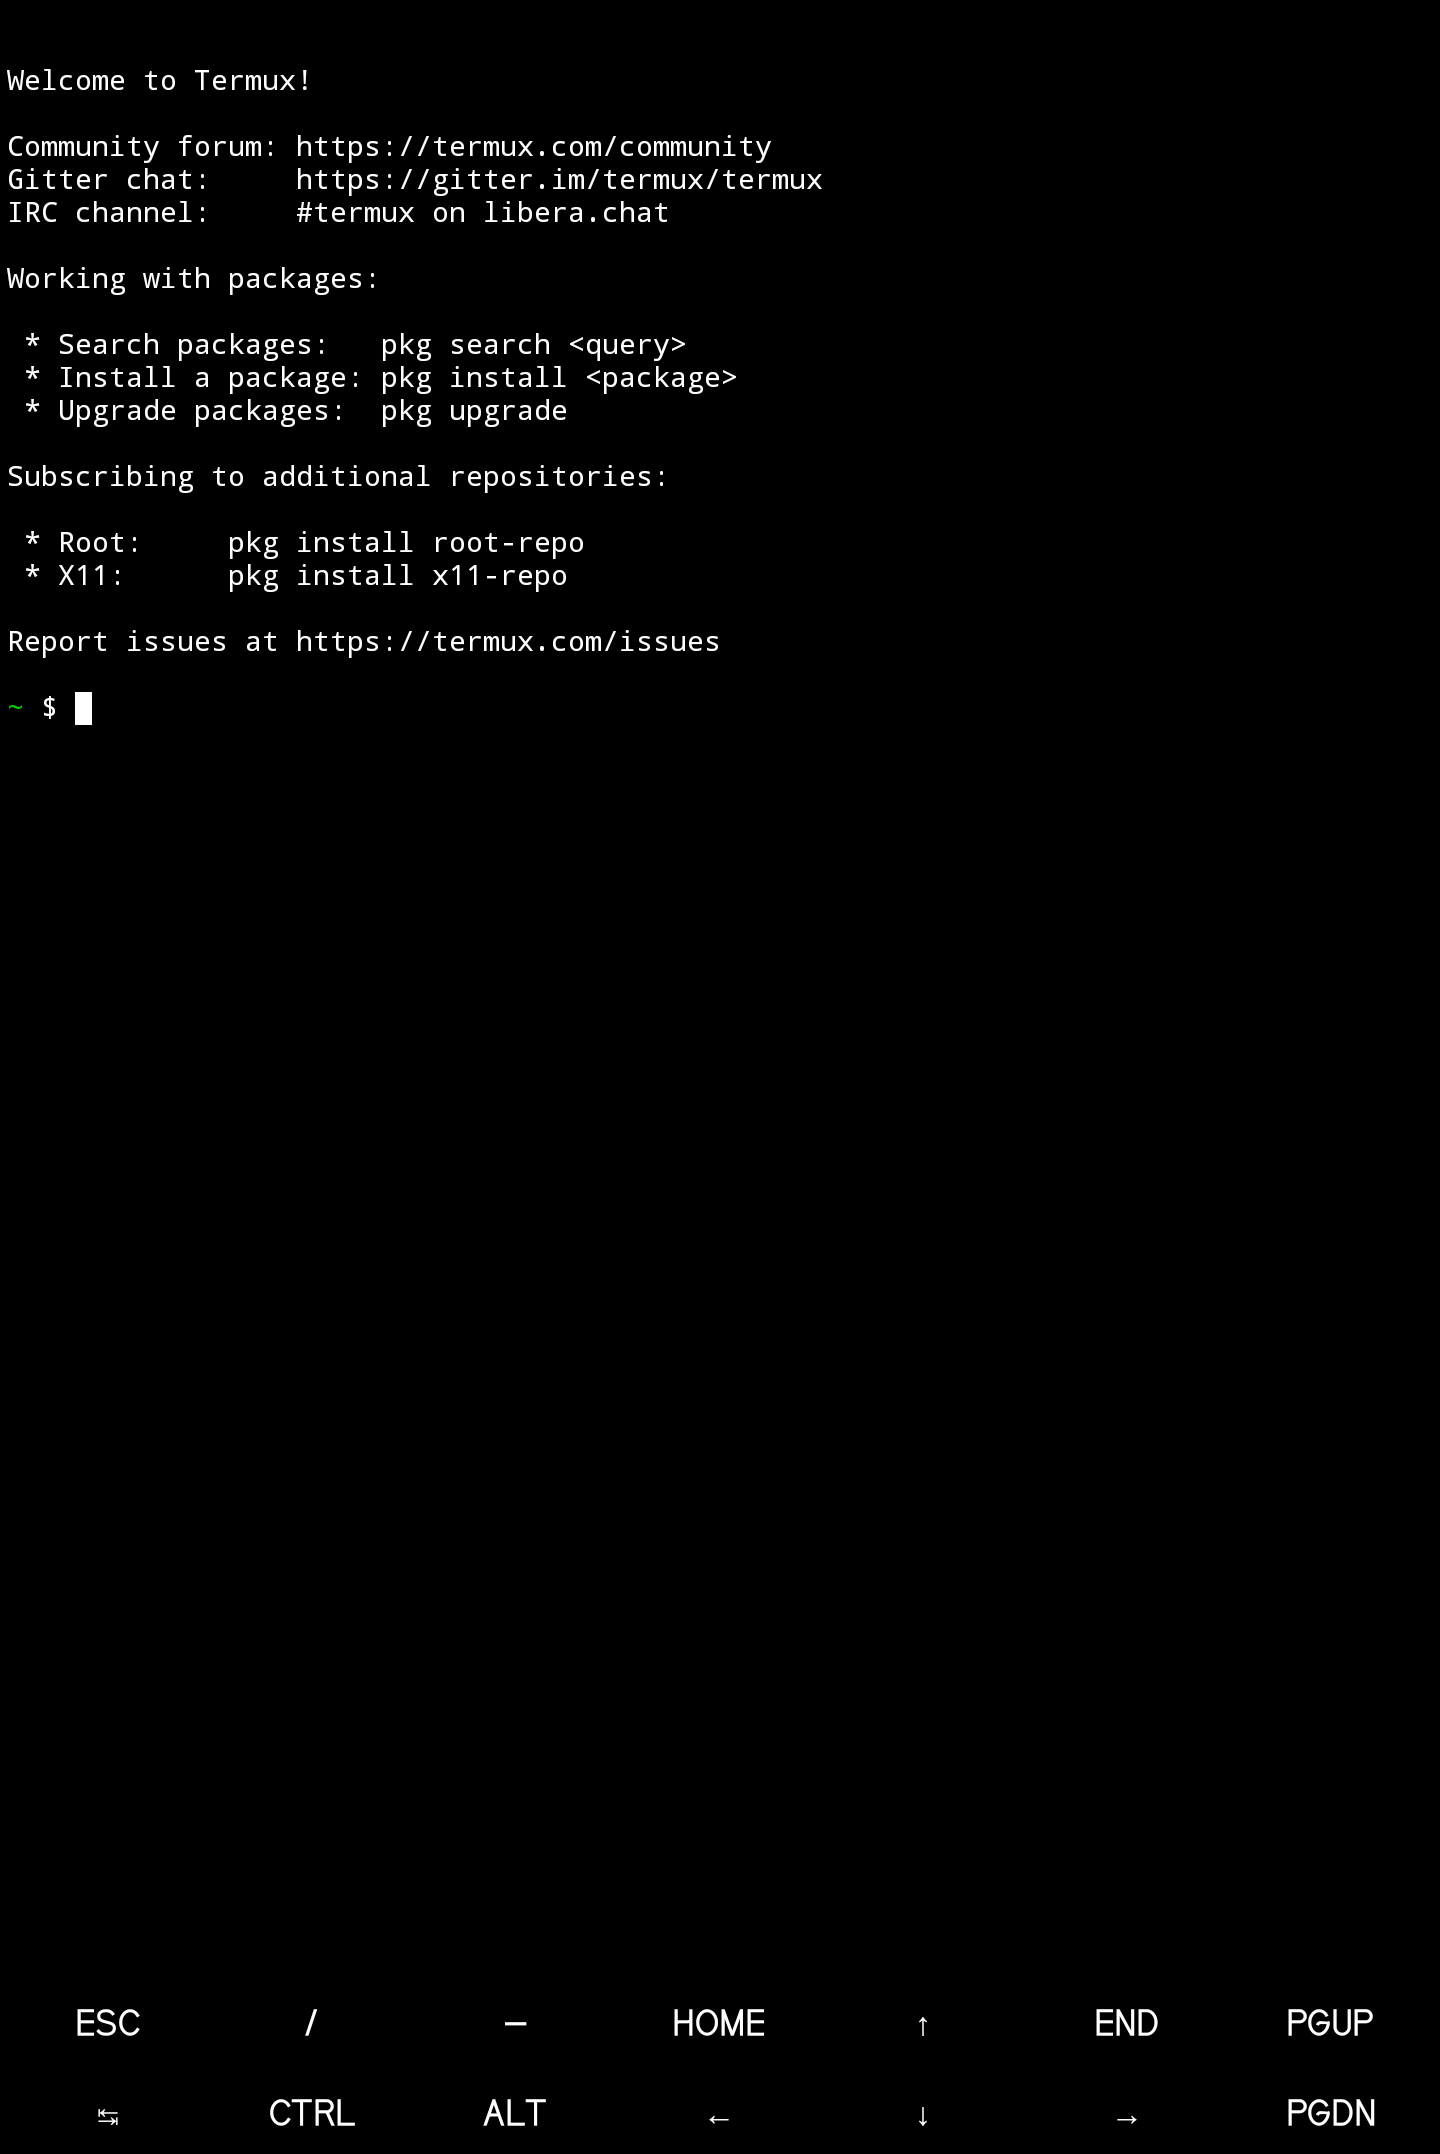 Welcome to Termux!
Community forum: https://termux.com/community
Gitter chat:     https://gitter.im/termux/termux
IRC channel:     #termux on libera.chat
Working with packages:
 * Search packages:   pkg search <query>
 * Install a package: pkg install <package>
 * Upgrade packages:  pkg upgrade
Subscribing to additional repositories:
 * Root:     pkg install root-repo
 * X11:      pkg install x11-repo
Report issues at https://termux.com/issues
~ $
ESC / — HOME ↑ END PGUP
↹ CTRL ALT ← ↓ → PGDN